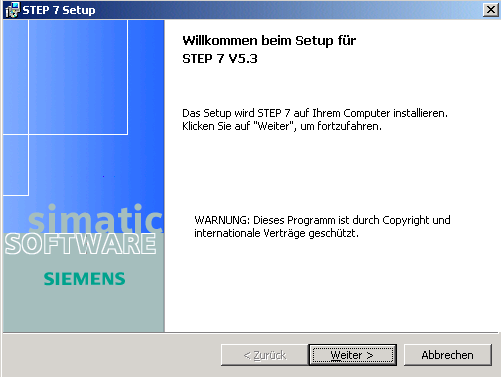 STEP 7 Setup
Willkommen beim Setup für
STEP 7 V5.3
Das Setup wird STEP 7 auf Ihrem Computer installieren.
Klicken Sie auf "Weiter", um fortzufahren.
WARNUNG: Dieses Programm ist durch Copyright und
internationale Verträge geschützt.
simatic
SOFTWARE
SIEMENS
< Zurück
Weiter >
Abbrechen